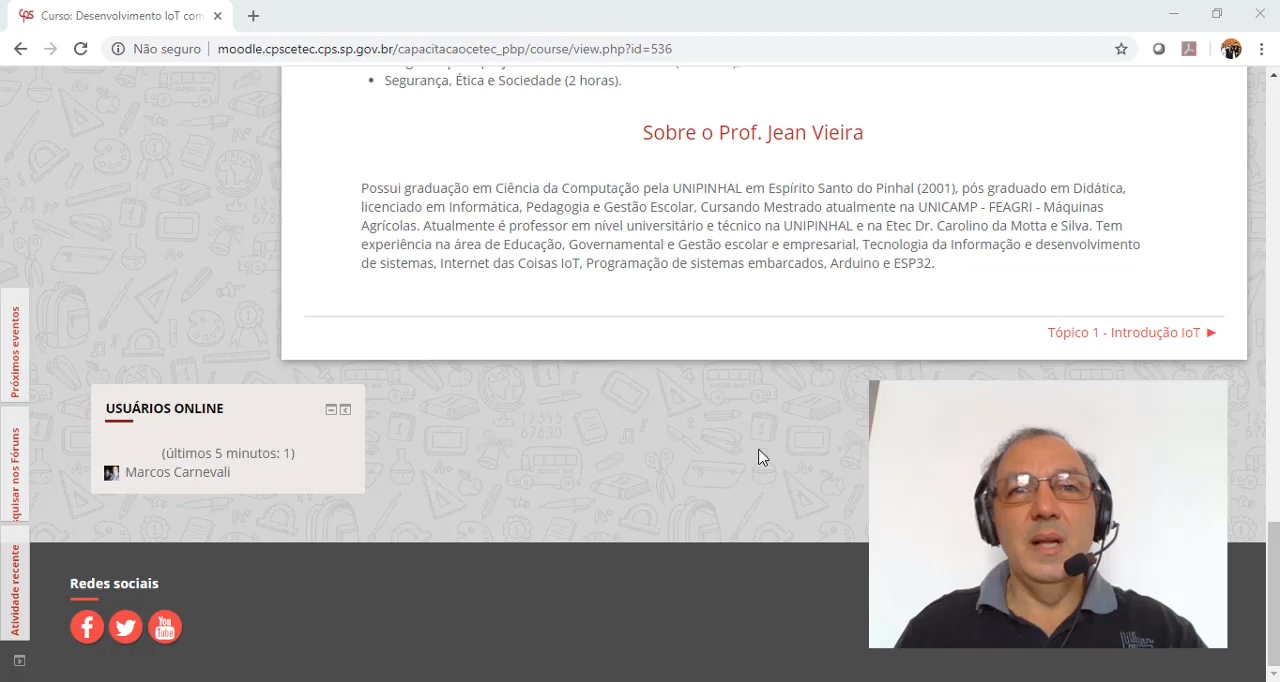 Curso: Desenvolvimento IoT com
Não seguro
moodle.cpscetec.cps.sp.gov.br/capacitacaocetec_pbp/course/view.php?id=536
Segurança, Ética e Sociedade (2 horas).
Sobre o Prof. Jean Vieira
Possui graduação em Ciência da Computação pela UNIPINHAL em Espírito Santo do Pinhal (2001), pós graduado em Didática,
licenciado em Informática, Pedagogia e Gestão Escolar, Cursando Mestrado atualmente na UNICAMP - FEAGRI - Máquinas
Agrícolas. Atualmente é professor em nível universitário e técnico na UNIPINHAL e na Etec Dr. Carolino da Motta e Silva. Tem
experiência na área de Educação, Governamental e Gestão escolar e empresarial, Tecnologia da Informação e desenvolvimento
de sistemas, Internet das Coisas IoT, Programação de sistemas embarcados, Arduino e ESP32.
Tópico 1 - Introdução IoT ►
Próximos eventos
quisar nos Fóruns
Atividade recente
USUÁRIOS ONLINE
(últimos 5 minutos: 1)
Marcos Carnevali
Redes sociais
You
Tube